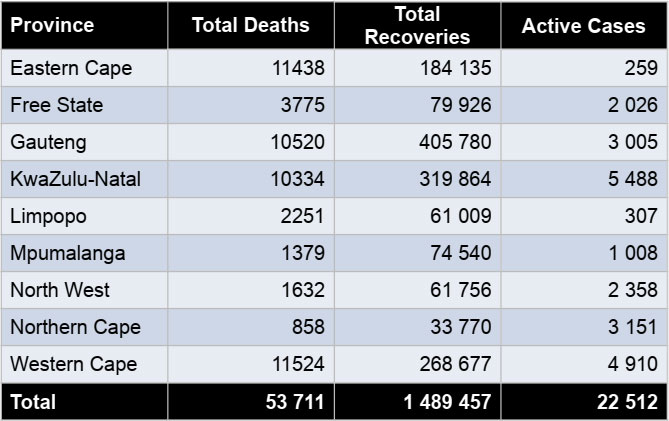 Province Total Deaths Total Recoveries Active Cases
Eastern Cape 11438 184 135 259
Free State 3775 79 926 2 026
Gauteng 10520 405 780 3 005
KwaZulu-Natal 10334 319 864 5 488
Limpopo 2251 61 009 307
Mpumalanga 1379 74 540 1 008
North West 1632 61 756 2 358
Northern Cape 858 33 770 3 151
Western Cape 11524 268 677 4 910
Total 53 711 1 489 457 22 512